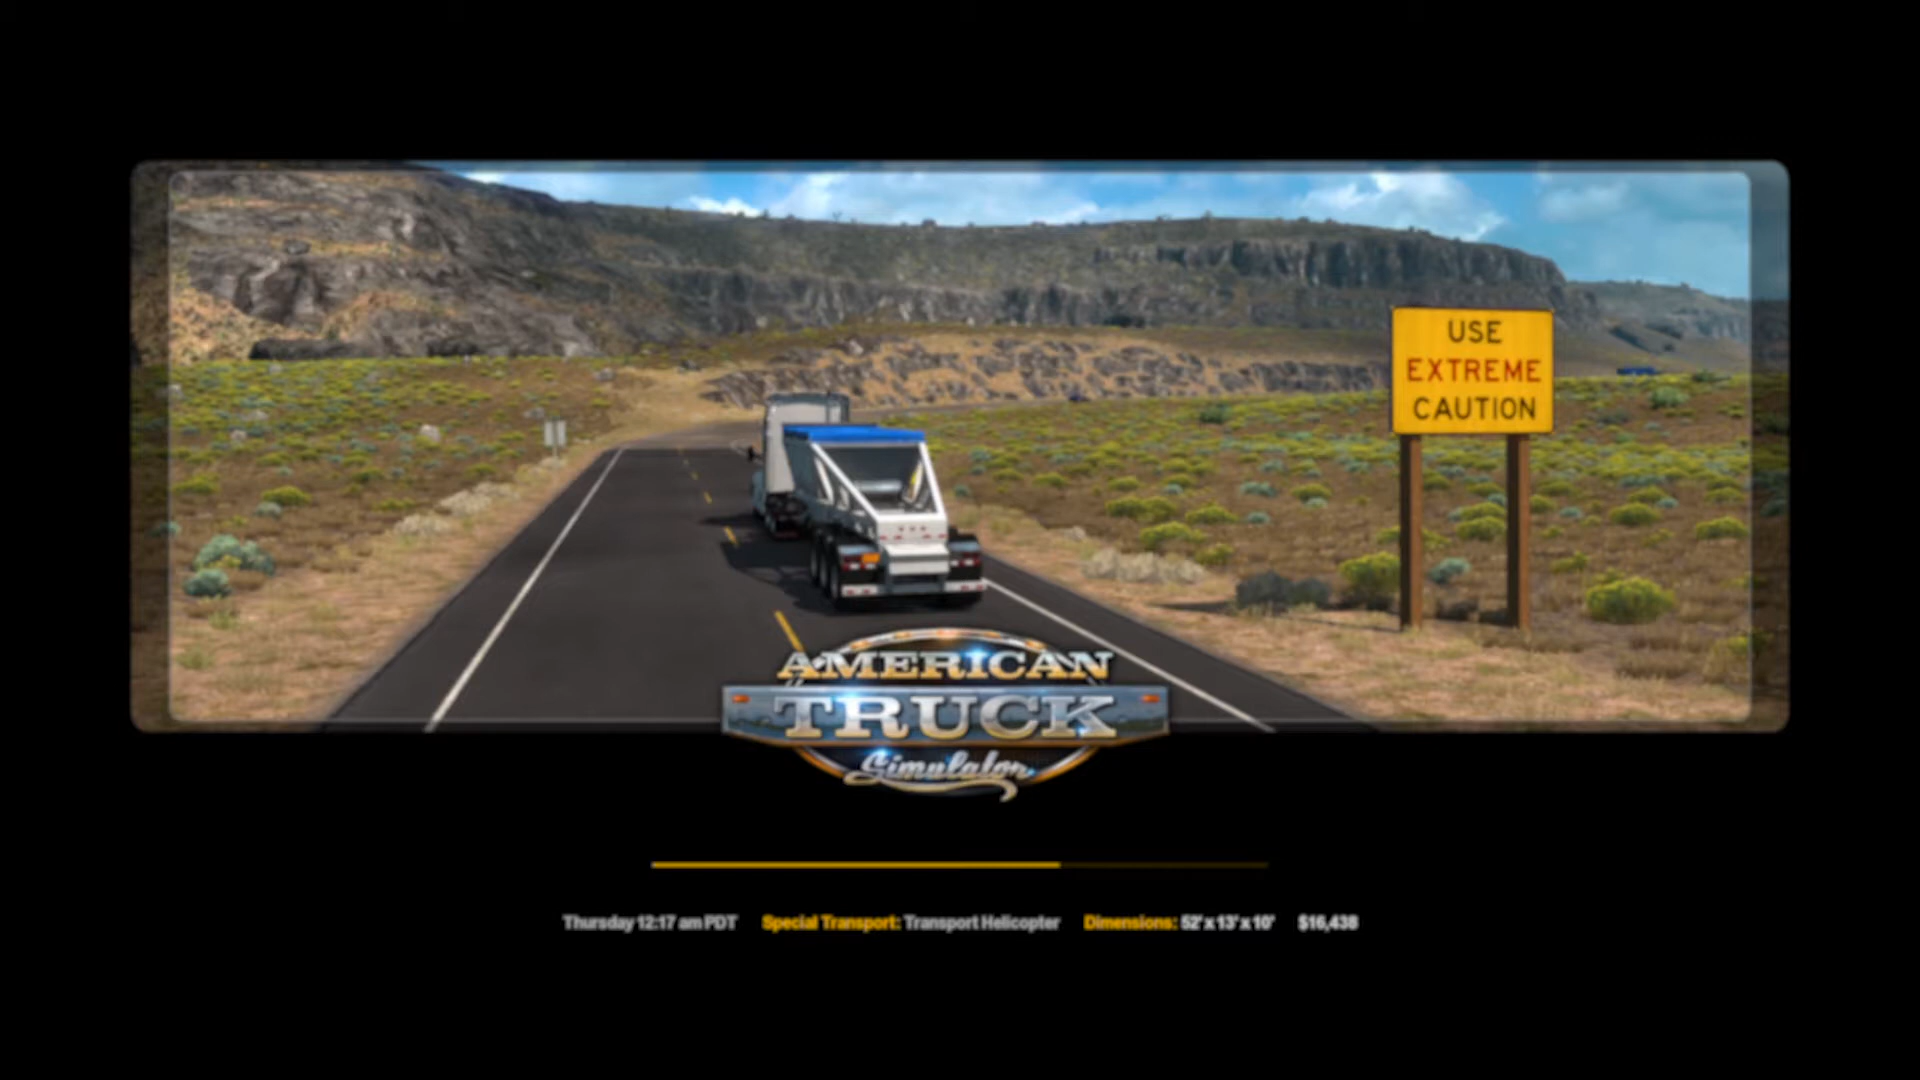 USE
EXTREME
CAUTION
AMERICAN
TRUCK
Simulator
Thursday 12:17 am PDT Special Transport: Transport Helicopter Dimensions: 52' x 13' x 10' $16,438